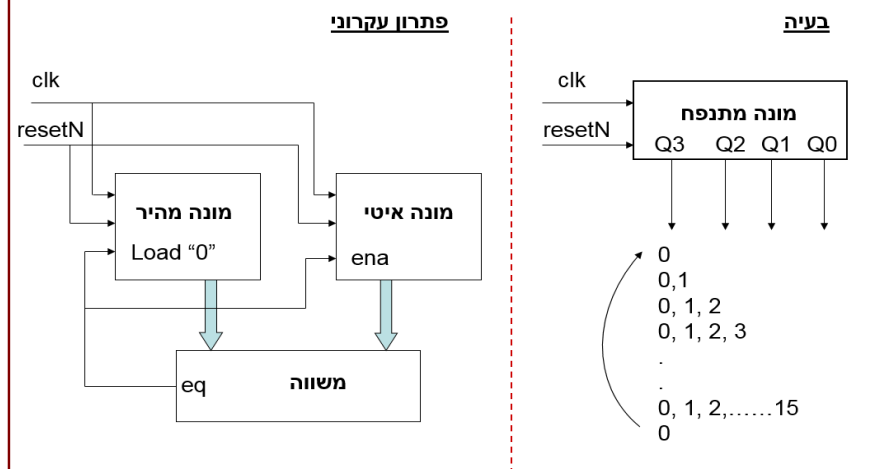 בעיה
clk
resetN
מונה מתנפח
Q3 Q2 Q1 Q0
0
0,1
0, 1, 2
0, 1, 2, 3
.
.
0, 1, 2,......15
0
פתרון עקרוני
clk
resetN
מונה מהיר
Load “0”
מונה איטי
ena
eq
משווה